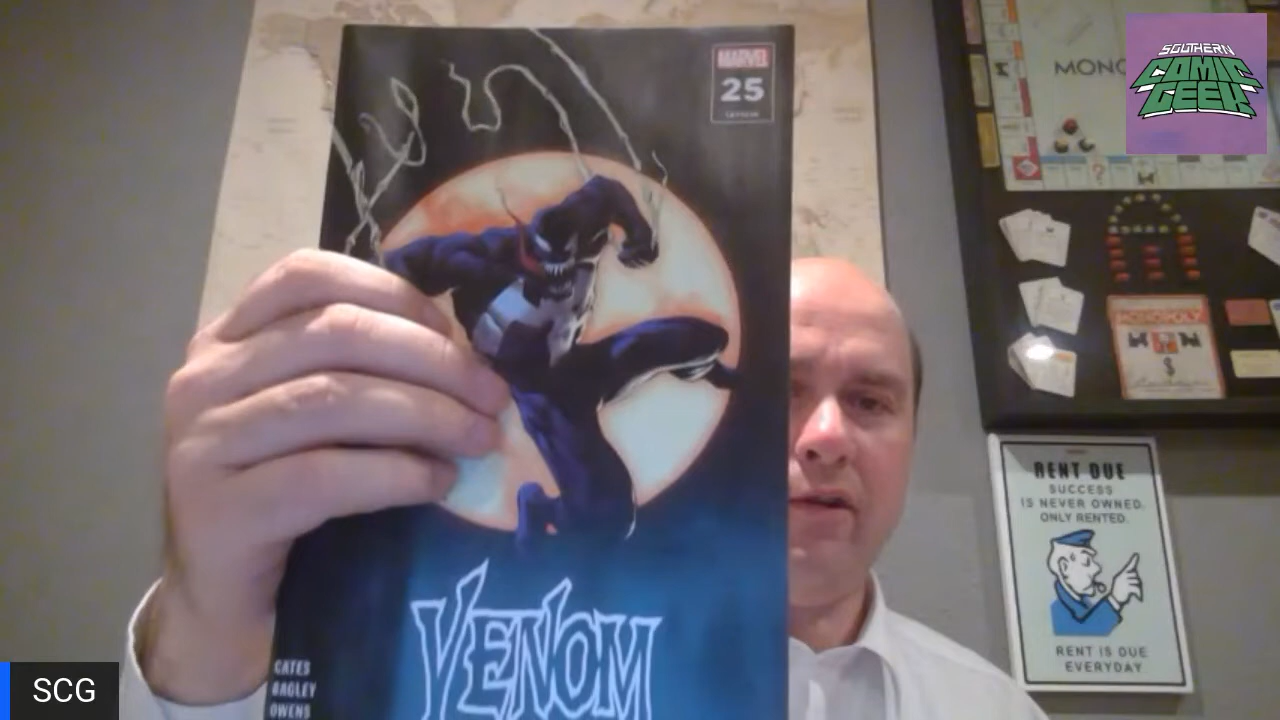 MARVEL
25
VENOM
CATES
BAGLEY
OWENS
SOUTHERN
COMIC
GEEK
MONO
MONOPOLY
RENT DUE
SUCCESS
IS NEVER OWNED.
ONLY RENTED.
RENT IS DUE
EVERYDAY
SCG